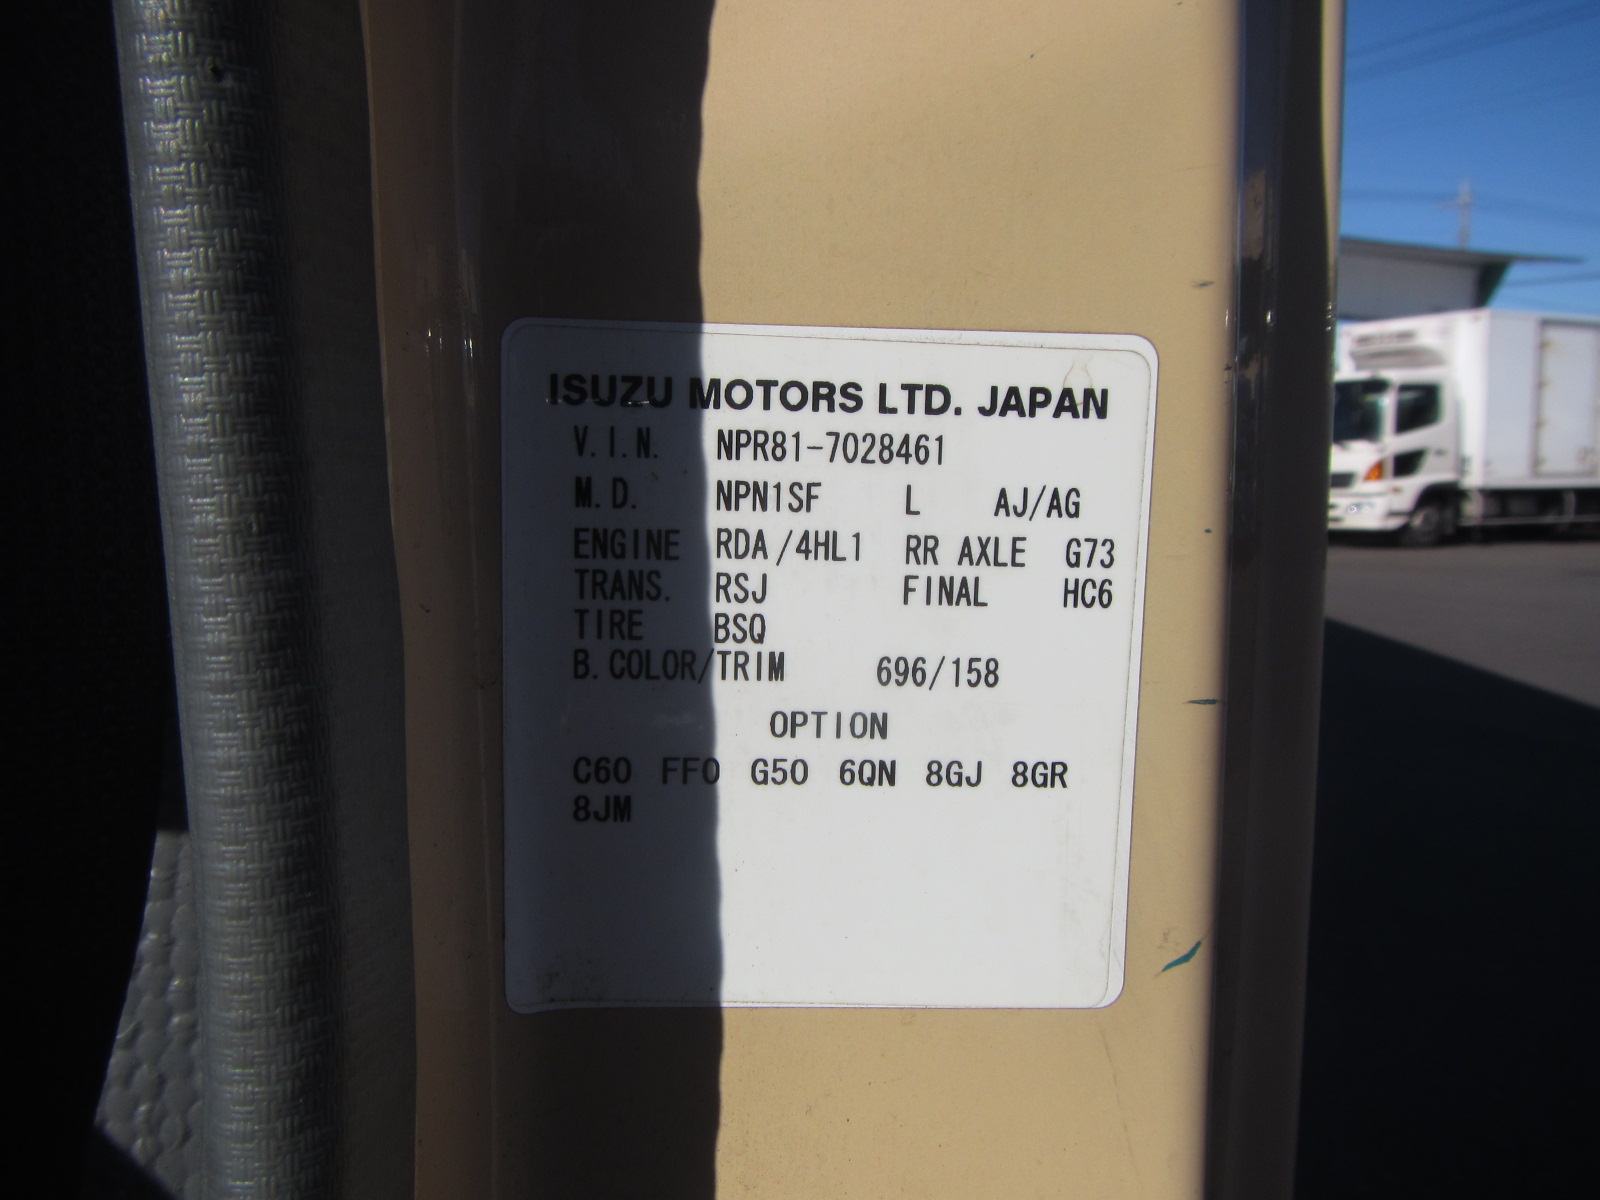 ISUZU MOTORS LTD. JAPAN
V.I.N. NPR81-7028461
M.D. NPN1SF L AJ/AG
ENGINE RDA/4HL1 RR AXLE G73
TRANS. RSJ FINAL HC6
TIRE BSQ
B.COLOR/TRIM 696/158
OPTION
C60 FF0 G50 6QN 8GJ 8GR
8JM